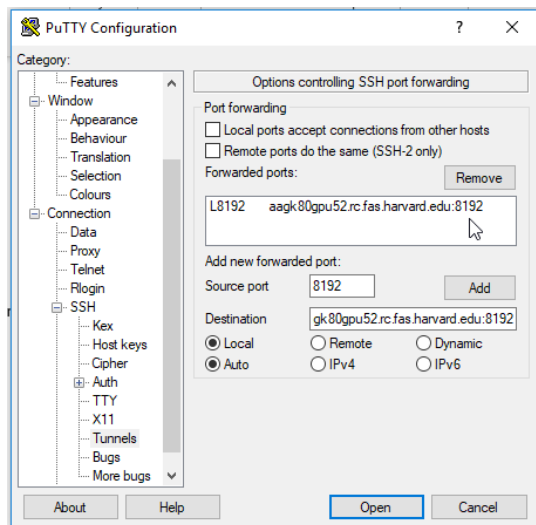 PuTTY Configuration ? ×
Category:
Features
Window
Appearance
Behaviour
Translation
Selection
Colours
Connection
Data
Proxy
Telnet
Rlogin
SSH
Kex
Host keys
Cipher
Auth
TTY
X11
Tunnels
Bugs
More bugs
Options controlling SSH port forwarding
Port forwarding
Local ports accept connections from other hosts
Remote ports do the same (SSH-2 only)
Forwarded ports:
Remove
L8192 aagk80gpu52.rc.fas.harvard.edu:8192
Add new forwarded port:
Source port 8192 Add
Destination gk80gpu52.rc.fas.harvard.edu:8192
Local Remote Dynamic
Auto IPv4 IPv6
About Help Open Cancel